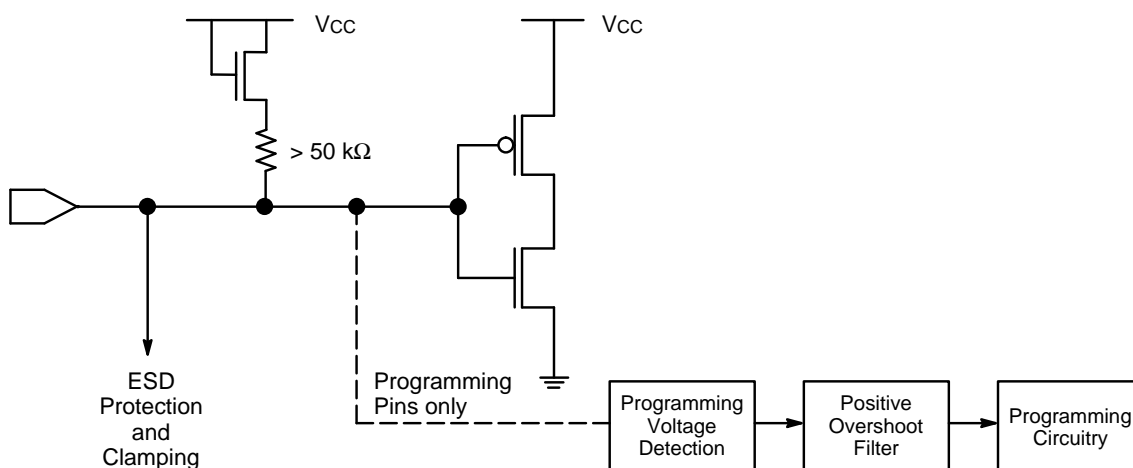 VCC
VCC
> 50 kΩ
ESD
Protection
and
Clamping
Programming
Pins only
Programming
Voltage
Detection
Positive
Overshoot
Filter
Programming
Circuitry